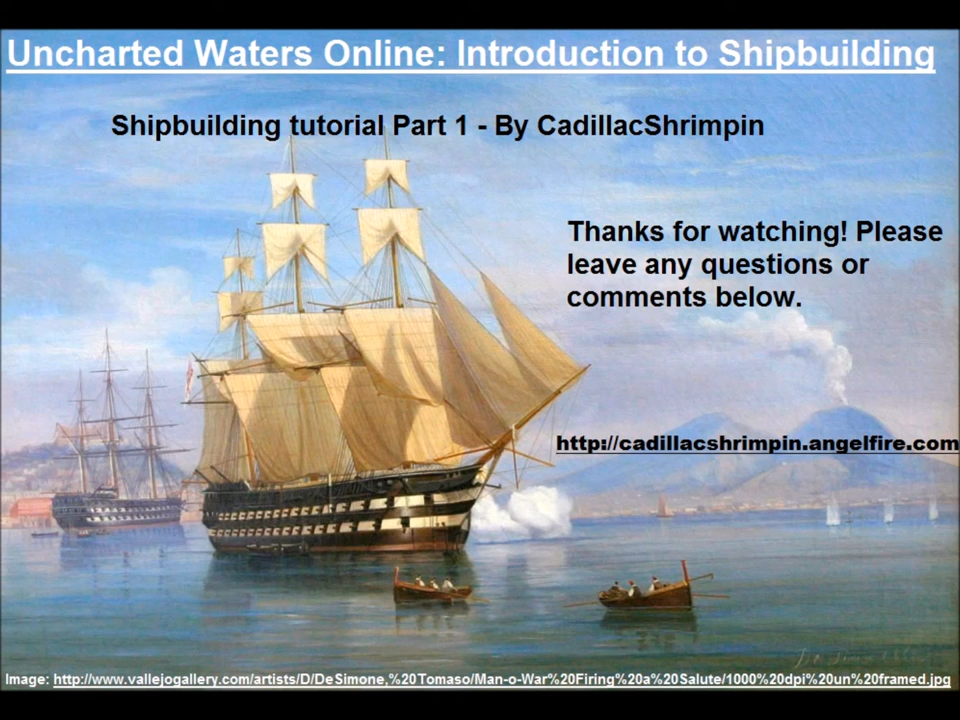 Uncharted Waters Online: Introduction to Shipbuilding
Shipbuilding tutorial Part 1 - By CadillacShrimpin
Thanks for watching! Please
leave any questions or
comments below.
http://cadillacshrimpin.angelfire.com
Image: http://www.vallejogallery.com/artists/D/DeSimone,%20Tomaso/Man-o-War%20Firing%20a%20Salute/1000%20dpi%20un%20framed.jpg